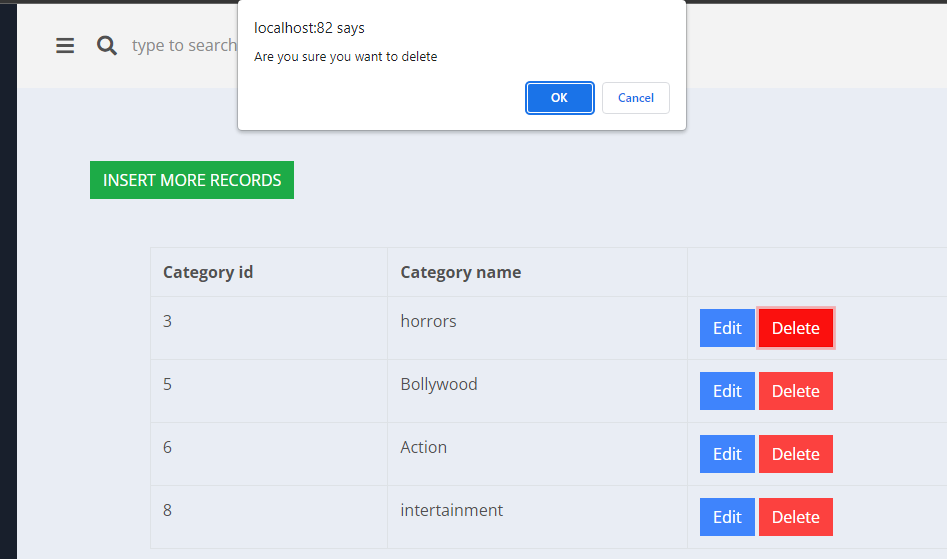 localhost:82 says
Are you sure you want to delete
OK Cancel
type to search
INSERT MORE RECORDS
Category id Category name
3 horrors Edit Delete
5 Bollywood Edit Delete
6 Action Edit Delete
8 intertainment Edit Delete